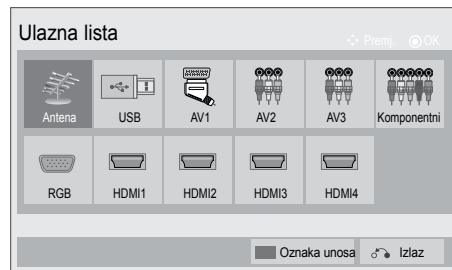 Ulazna lista
Premj. OK
Antena USB AV1 AV2 AV3 Komponentni
RGB HDMI1 HDMI2 HDMI3 HDMI4
Oznaka unosa Izlaz